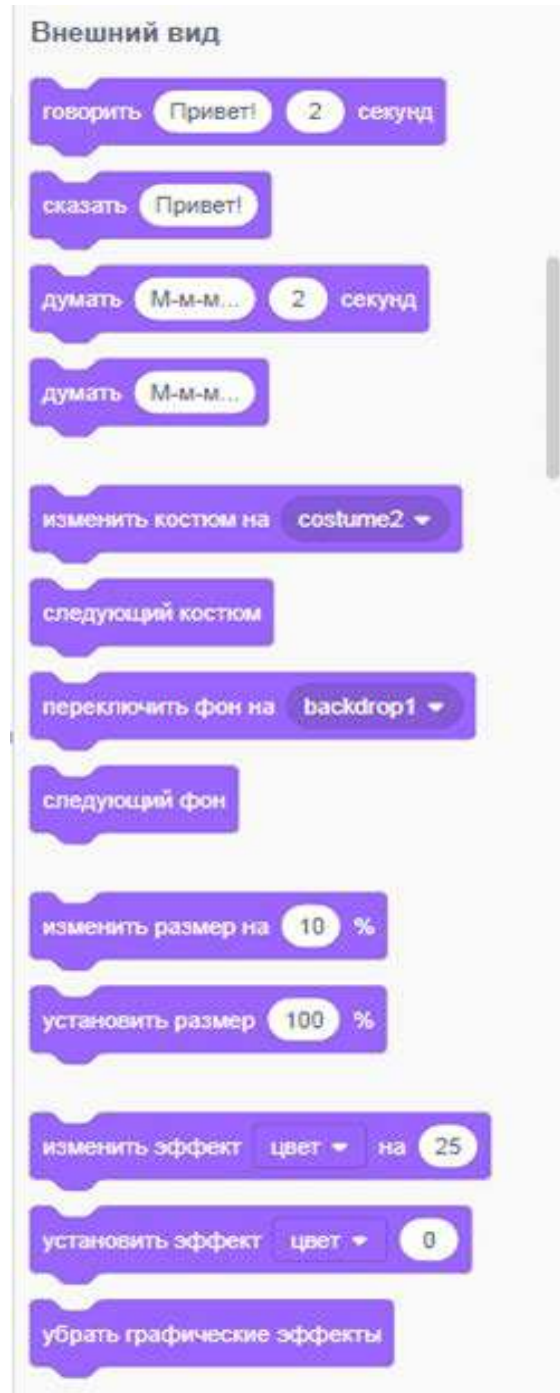 Внешний вид
говорить Привет! 2 секунд
сказать Привет!
думать М-м-м... 2 секунд
думать М-м-м...
изменить костюм на costume2
следующий костюм
переключить фон на backdrop1
следующий фон
изменить размер на 10 %
установить размер 100 %
изменить эффект цвет на 25
установить эффект цвет 0
убрать графические эффекты